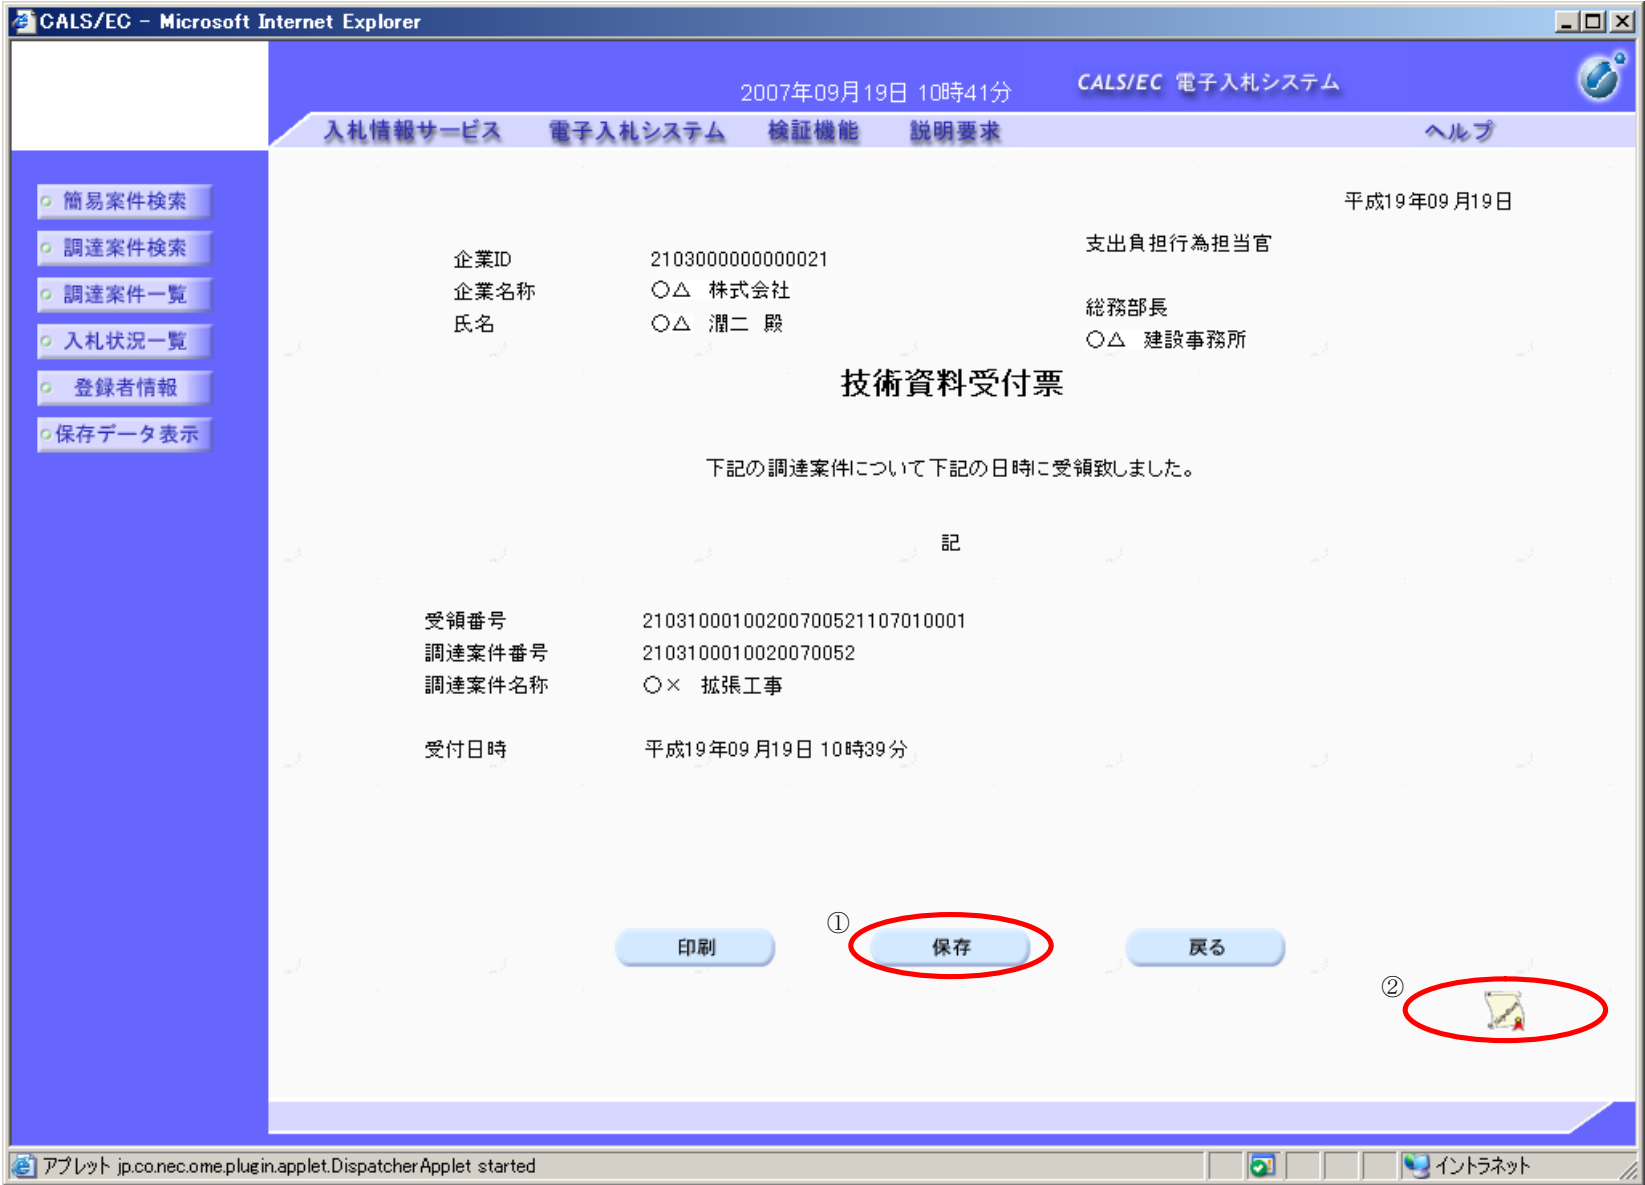 CALS/EC - Microsoft Internet Explorer
2007年09月19日 10時41分
CALS/EC 電子入札システム
入札情報サービス 電子入札システム 検証機能 説明要求 ヘルプ
簡易案件検索
調達案件検索
調達案件一覧
入札状況一覧
登録者情報
保存データ表示
平成19年09月19日
支出負担行為担当官
企業ID 2103000000000021
企業名称 〇△ 株式会社
氏名 〇△ 潤二 殿
総務部長
〇△ 建設事務所
技術資料受付票
下記の調達案件について下記の日時に受領致しました。
記
受領番号 21031000100200700521107010001
調達案件番号 2103100010020070052
調達案件名称 〇× 拡張工事
受付日時 平成19年09月19日 10時39分
①
印刷 保存 戻る
②
アプレット jp.co.nec.ome.plugin.applet.DispatcherApplet started
イントラネット